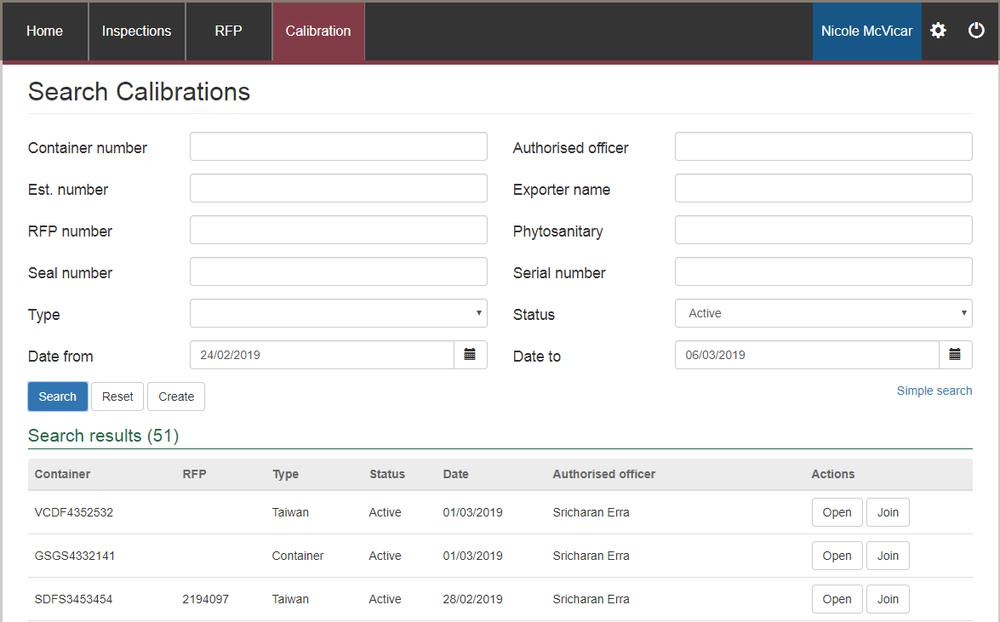 Home Inspections RFP Calibration Nicole McVicar
Search Calibrations
Container number Authorised officer
Est. number Exporter name
RFP number Phytosanitary
Seal number Serial number
Type Status Active
Date from 24/02/2019 Date to 06/03/2019
Search Reset Create Simple search
Search results (51)
Container RFP Type Status Date Authorised officer Actions
VCDF4352532 Taiwan Active 01/03/2019 Sricharan Erra Open Join
GSGS4332141 Container Active 01/03/2019 Sricharan Erra Open Join
SDFS3453454 2194097 Taiwan Active 28/02/2019 Sricharan Erra Open Join